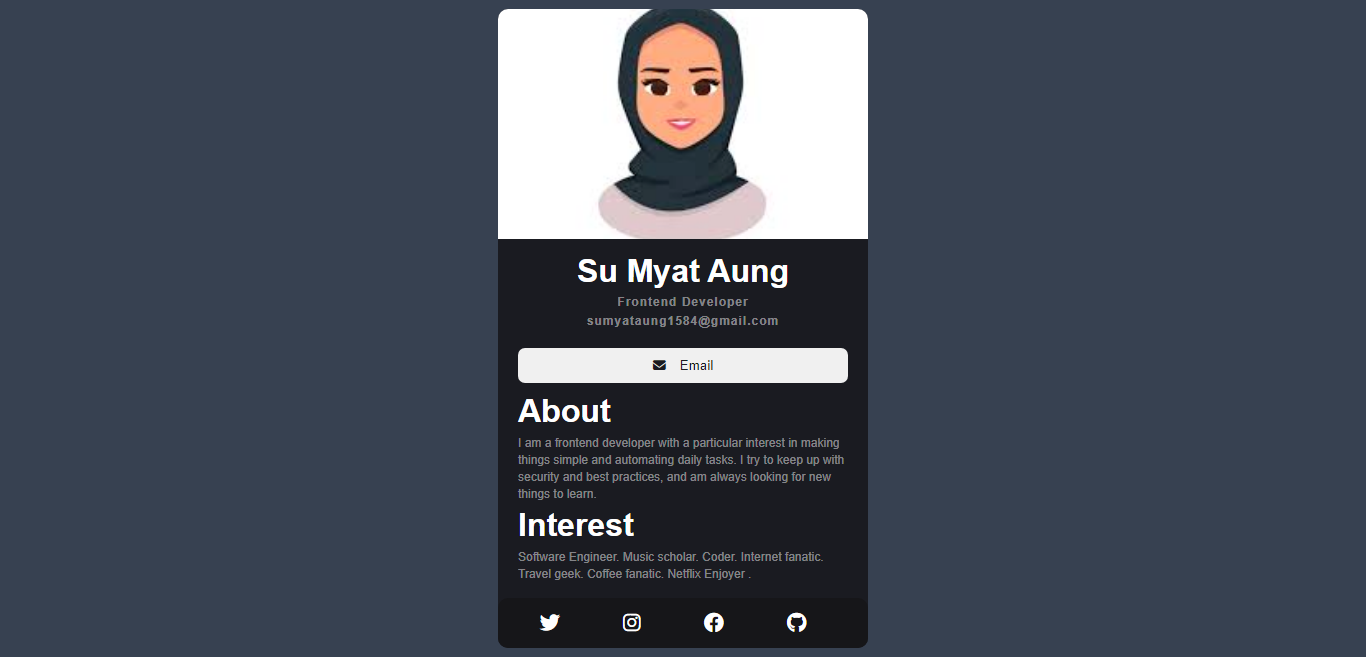 Su Myat Aung
Frontend Developer
sumyataung1584@gmail.com
Email
About
I am a frontend developer with a particular interest in making
things simple and automating daily tasks. I try to keep up with
security and best practices, and am always looking for new
things to learn.
Interest
Software Engineer. Music scholar. Coder. Internet fanatic.
Travel geek. Coffee fanatic. Netflix Enjoyer .